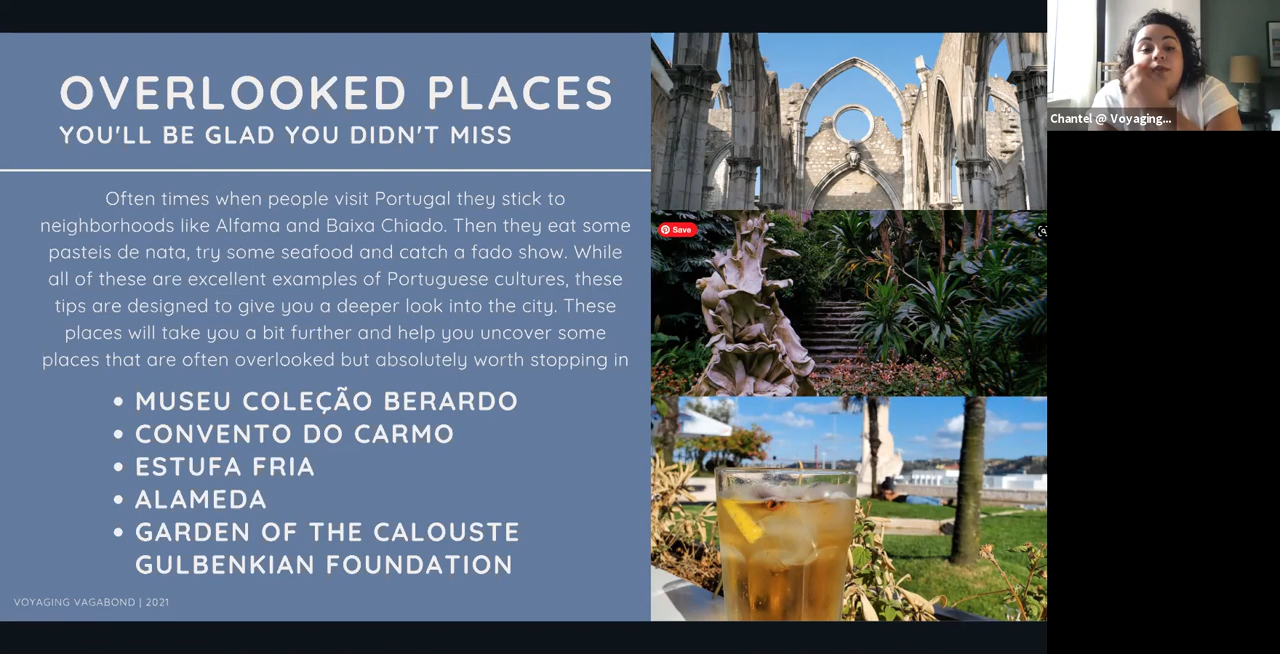 OVERLOOKED PLACES
YOU'LL BE GLAD YOU DIDN'T MISS
Often times when people visit Portugal they stick to
neighborhoods like Alfama and Baixa Chiado. Then they eat some
pasteis de nata, try some seafood and catch a fado show. While
all of these are excellent examples of Portuguese cultures, these
tips are designed to give you a deeper look into the city. These
places will take you a bit further and help you uncover some
places that are often overlooked but absolutely worth stopping in
• MUSEU COLEÇÃO BERARDO
• CONVENTO DO CARMO
• ESTUFA FRIA
• ALAMEDA
• GARDEN OF THE CALOUSTE
GULBENKIAN FOUNDATION
VOYAGING VAGABOND | 2021
Save
Chantel @ Voyaging...